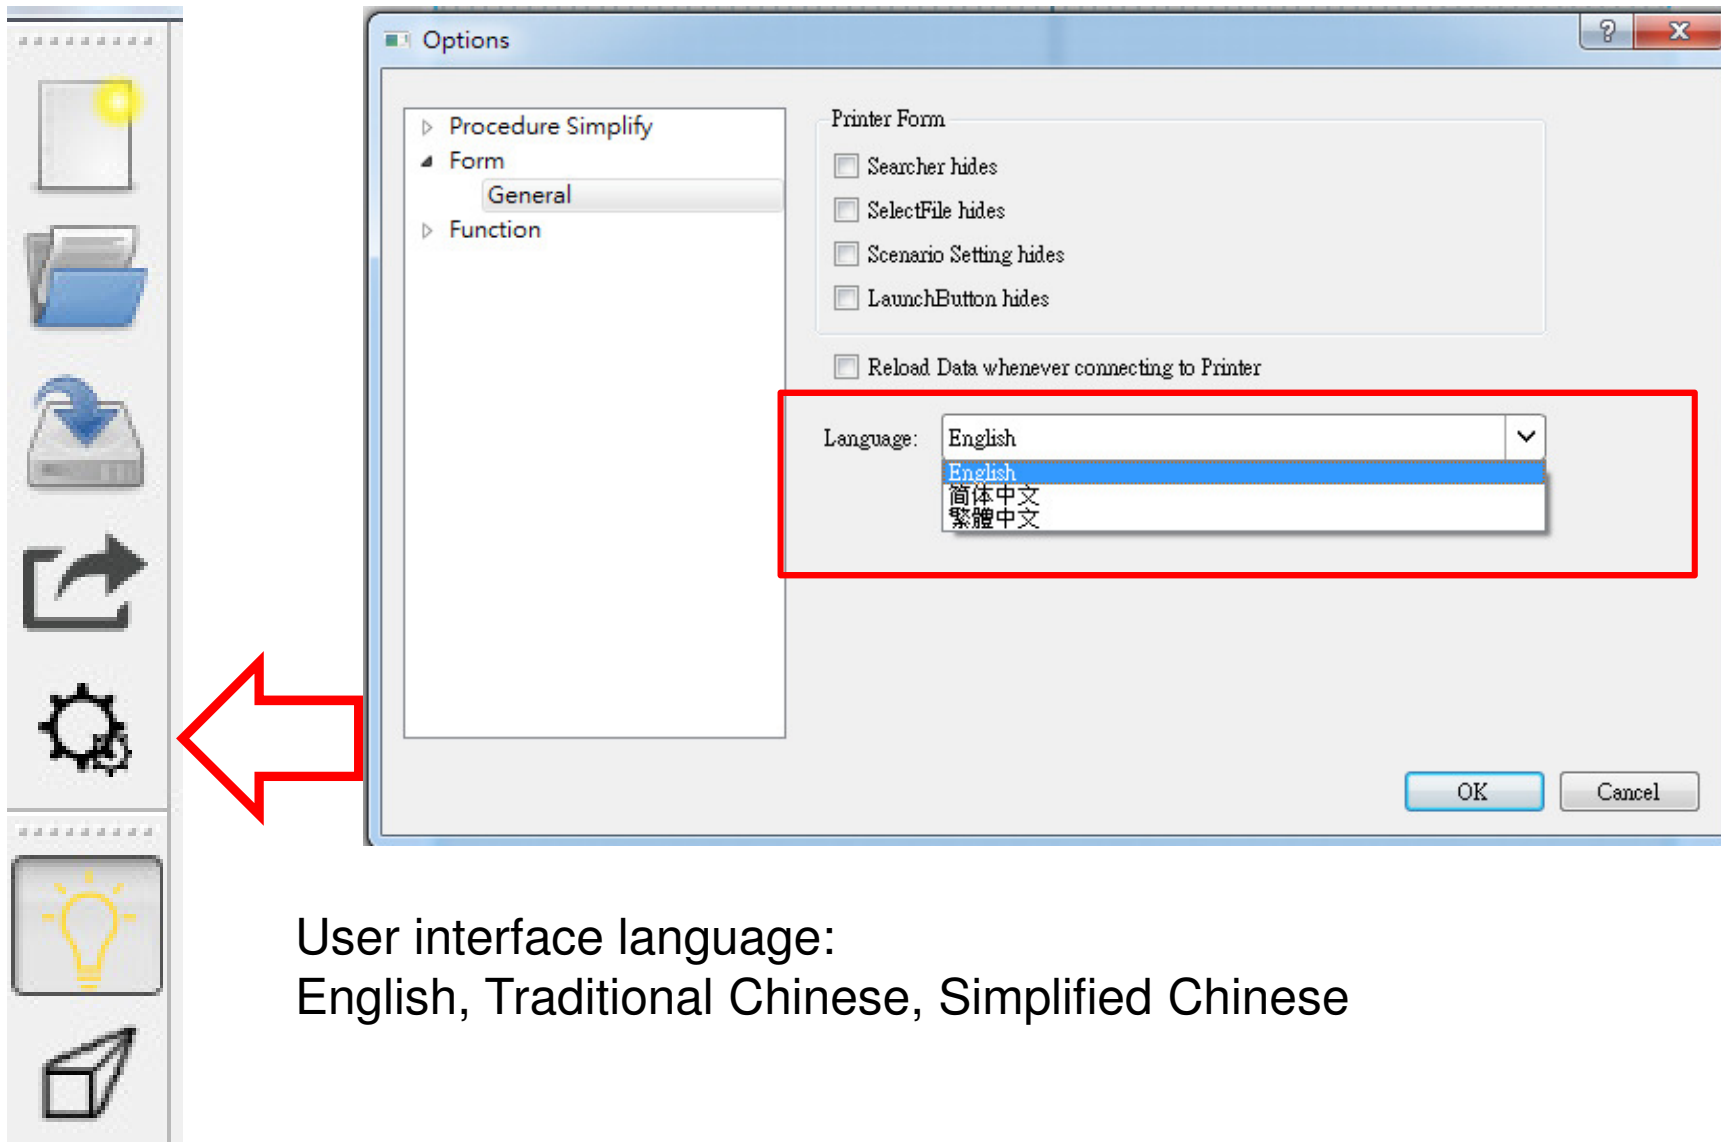 Options
Procedure Simplify
Form
General
Function
Printer Form
Searcher hides
SelectFile hides
Scenario Setting hides
LaunchButton hides
Reload Data whenever connecting to Printer
Language: English
English
简体中文
繁體中文
OK Cancel
User interface language:
English, Traditional Chinese, Simplified Chinese